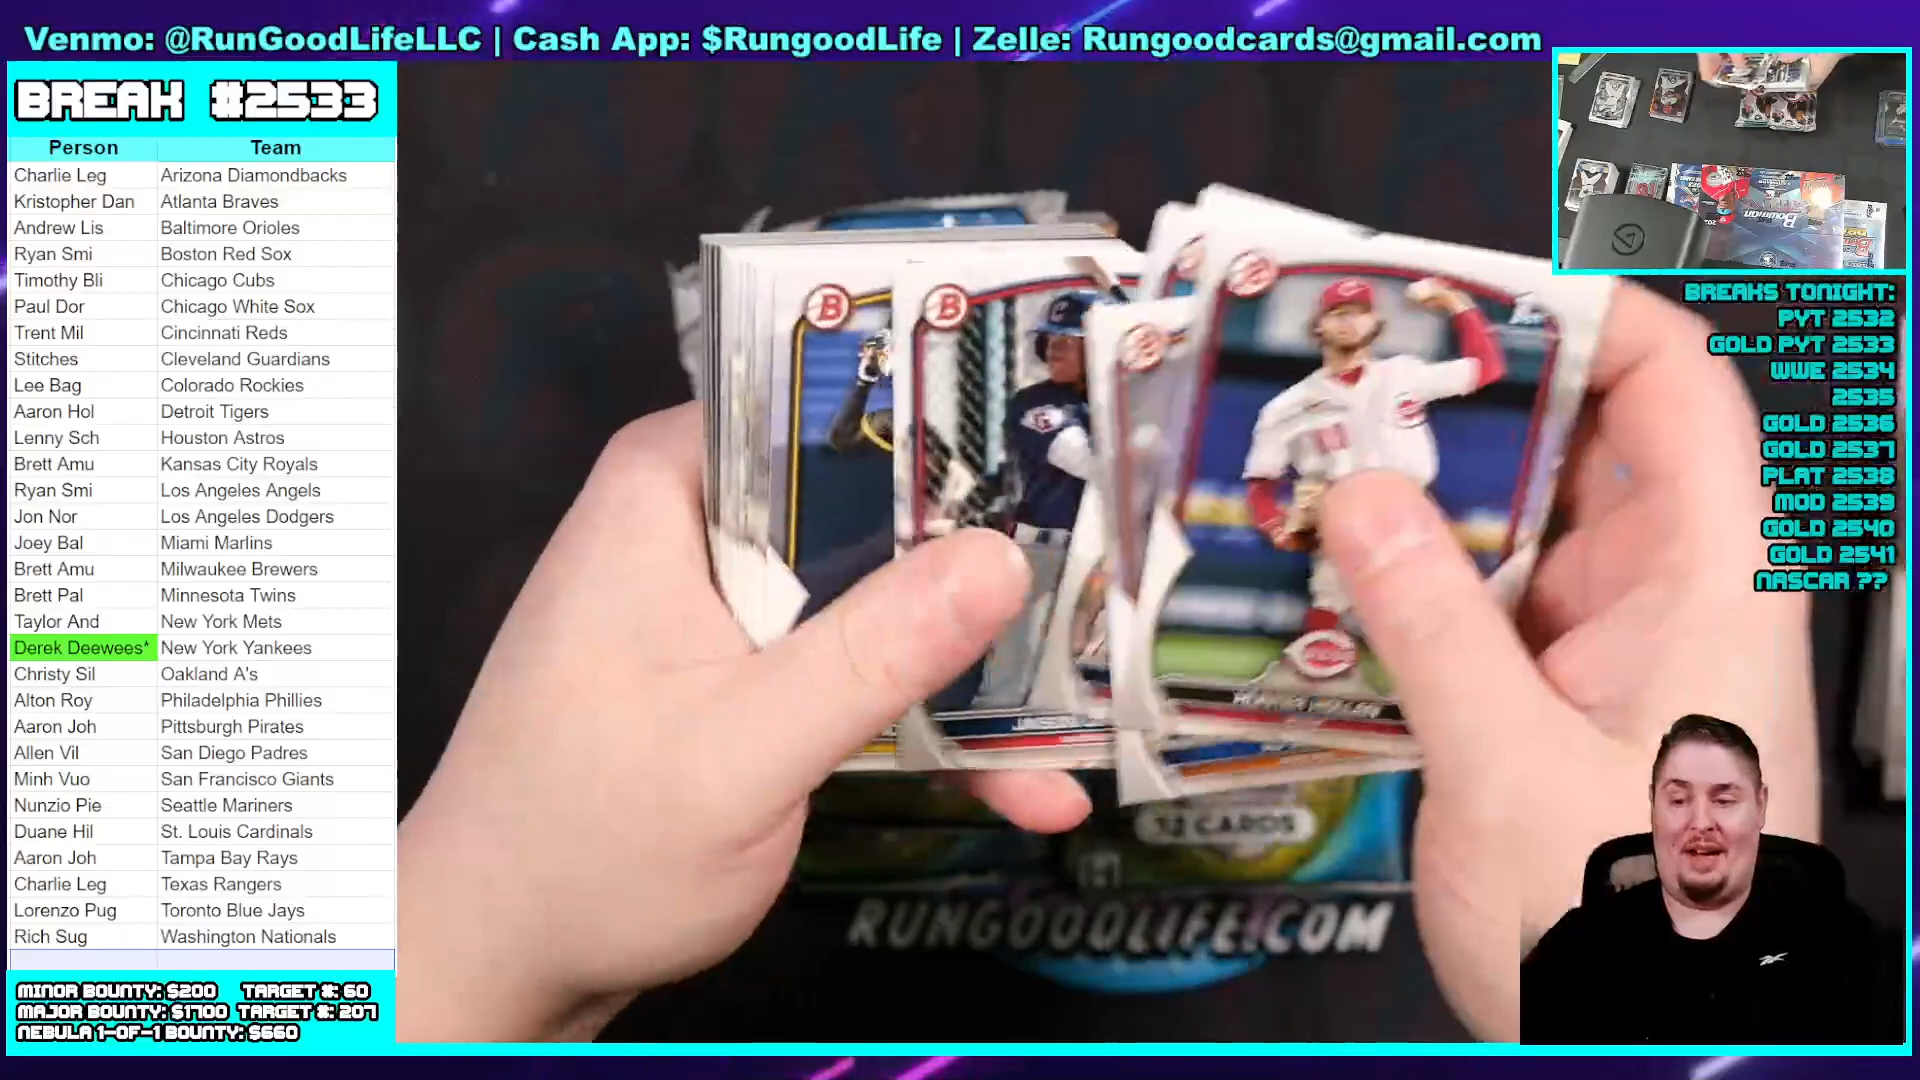 Venmo: @RunGoodLifeLLC | Cash App: $RungoodLife | Zelle: Rungoodcards@gmail.com
BREAK #2533
Person Team
Charlie Leg Arizona Diamondbacks
Kristopher Dan Atlanta Braves
Andrew Lis Baltimore Orioles
Ryan Smi Boston Red Sox
Timothy Bli Chicago Cubs
Paul Dor Chicago White Sox
Trent Mil Cincinnati Reds
Stitches Cleveland Guardians
Lee Bag Colorado Rockies
Aaron Hol Detroit Tigers
Lenny Sch Houston Astros
Brett Amu Kansas City Royals
Ryan Smi Los Angeles Angels
Jon Nor Los Angeles Dodgers
Joey Bal Miami Marlins
Brett Amu Milwaukee Brewers
Brett Pal Minnesota Twins
Taylor And New York Mets
Derek Deewees* New York Yankees
Christy Sil Oakland A's
Alton Roy Philadelphia Phillies
Aaron Joh Pittsburgh Pirates
Allen Vil San Diego Padres
Minh Vuo San Francisco Giants
Nunzio Pie Seattle Mariners
Duane Hil St. Louis Cardinals
Aaron Joh Tampa Bay Rays
Charlie Leg Texas Rangers
Lorenzo Pug Toronto Blue Jays
Rich Sug Washington Nationals
MINOR BOUNTY: $200 TARGET #: 60
MAJOR BOUNTY: $1700 TARGET #: 207
NEBULA 1-OF-1 BOUNTY: $660
BREAKS TONIGHT:
PYT 2532
GOLD PYT 2533
WWE 2534
2535
GOLD 2536
GOLD 2537
PLAT 2538
MOD 2539
GOLD 2540
GOLD 2541
NASCAR ??
B
B
Bowman
CARDS
RUNGOODLIFE.COM